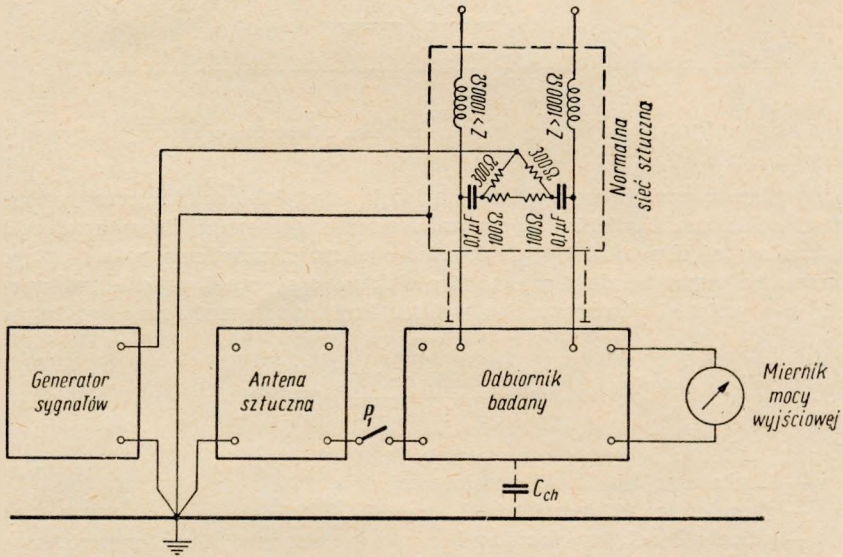 Z>1000Ω
Z>1000Ω
300Ω
300Ω
0,1µF
100Ω
100Ω
0,1µF
Normalna
sieć sztuczna
Generator
sygnałów
Antena
sztuczna
P₁
Odbiornik
badany
Miernik
mocy
wyjściowej
C_ch